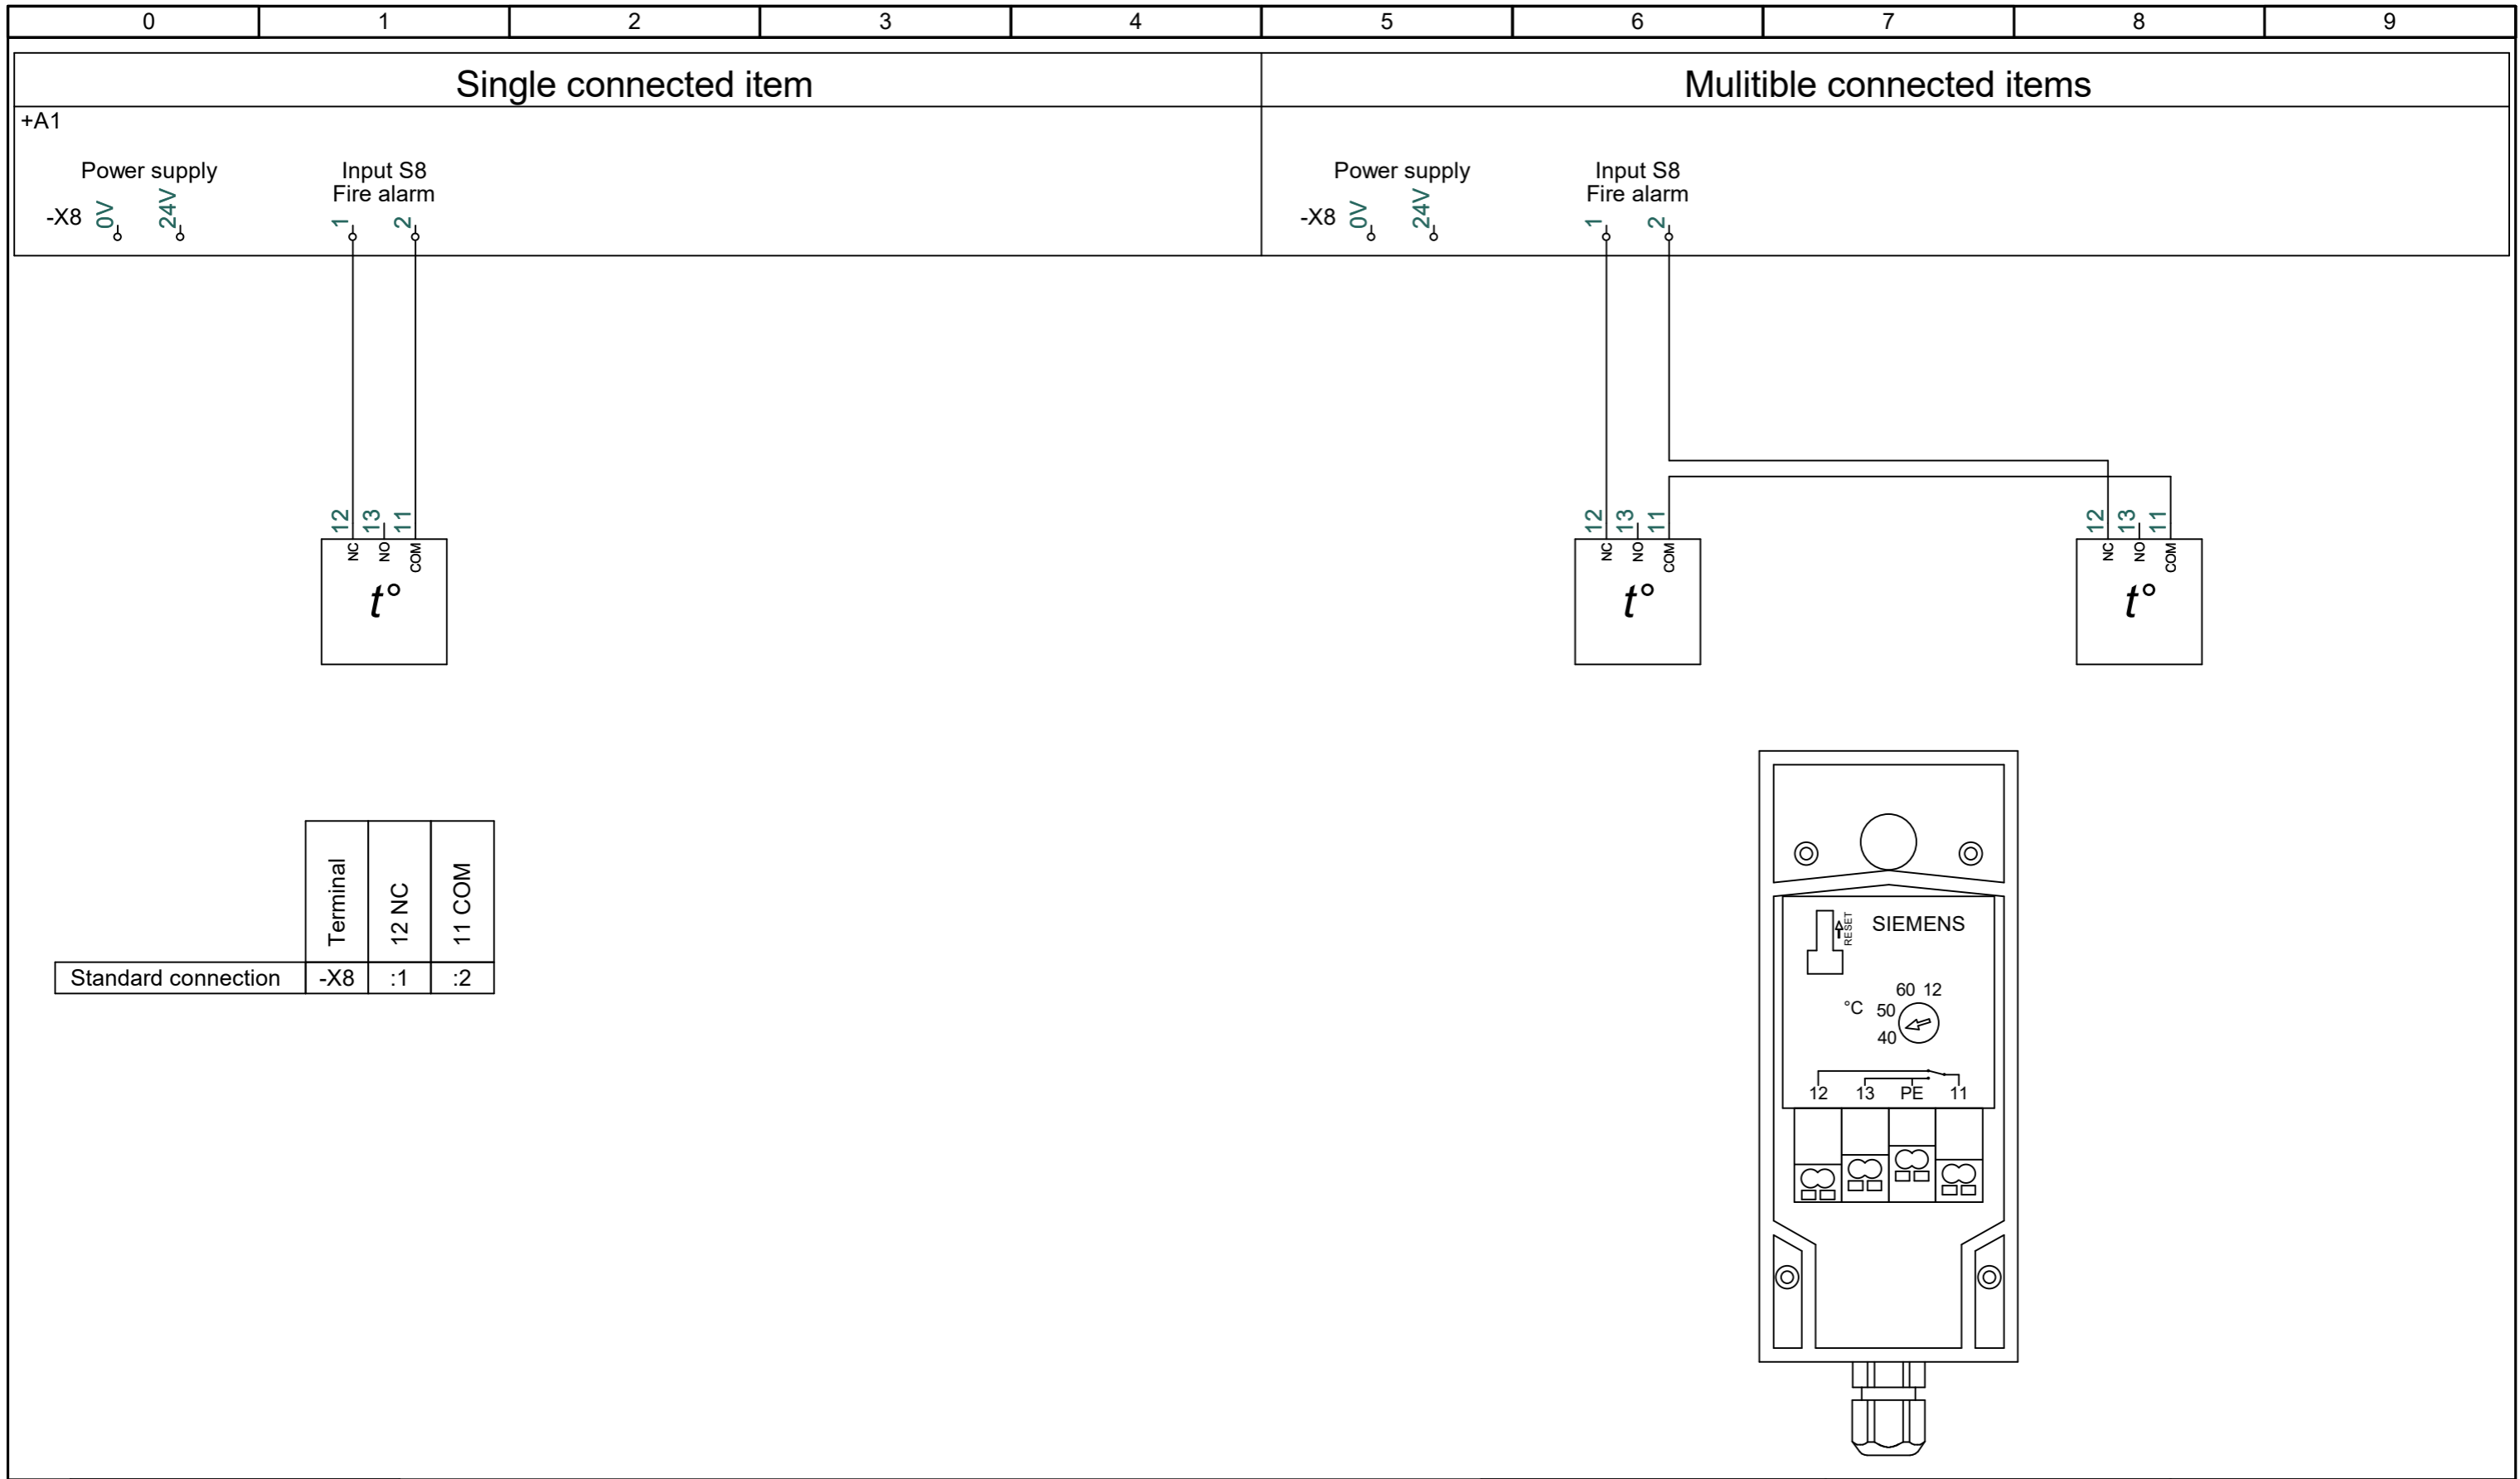 0 1 2 3 4 5 6 7 8 9
Single connected item
Mulitible connected items
+A1
Power supply
-X8 0V 24V
Input S8
Fire alarm
1 2
Power supply
-X8 0V 24V
Input S8
Fire alarm
1 2
12 13 11
NC NO COM
t°
12 13 11
NC NO COM
t°
12 13 11
NC NO COM
t°
Terminal 12 NC 11 COM
Standard connection -X8 :1 :2
RESET
SIEMENS
60 12
°C 50
40
12 13 PE 11